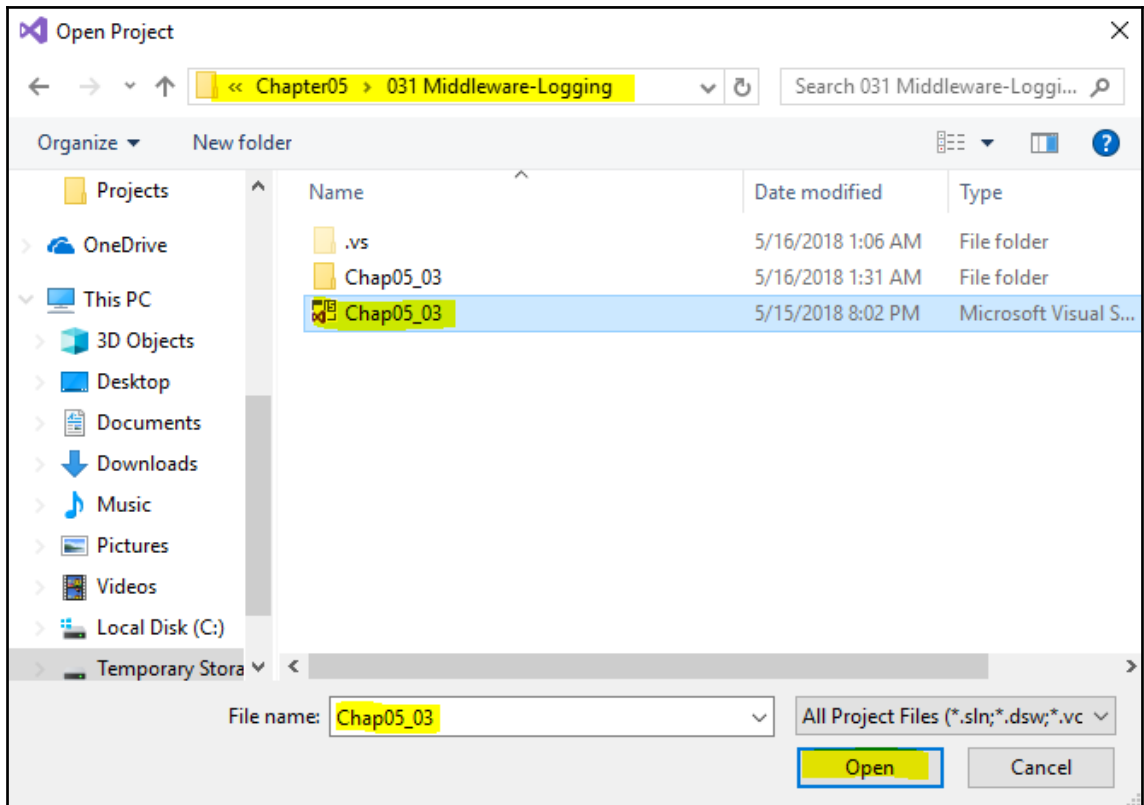 Open Project
« Chapter05 > 031 Middleware-Logging
Search 031 Middleware-Loggi...
Organize New folder
?
Projects
OneDrive
This PC
3D Objects
Desktop
Documents
Downloads
Music
Pictures
Videos
Local Disk (C:)
Temporary Stora
Name Date modified Type
.vs 5/16/2018 1:06 AM File folder
Chap05_03 5/16/2018 1:31 AM File folder
Chap05_03 5/15/2018 8:02 PM Microsoft Visual S...
File name: Chap05_03 All Project Files (*.sln;*.dsw;*.vc
Open Cancel